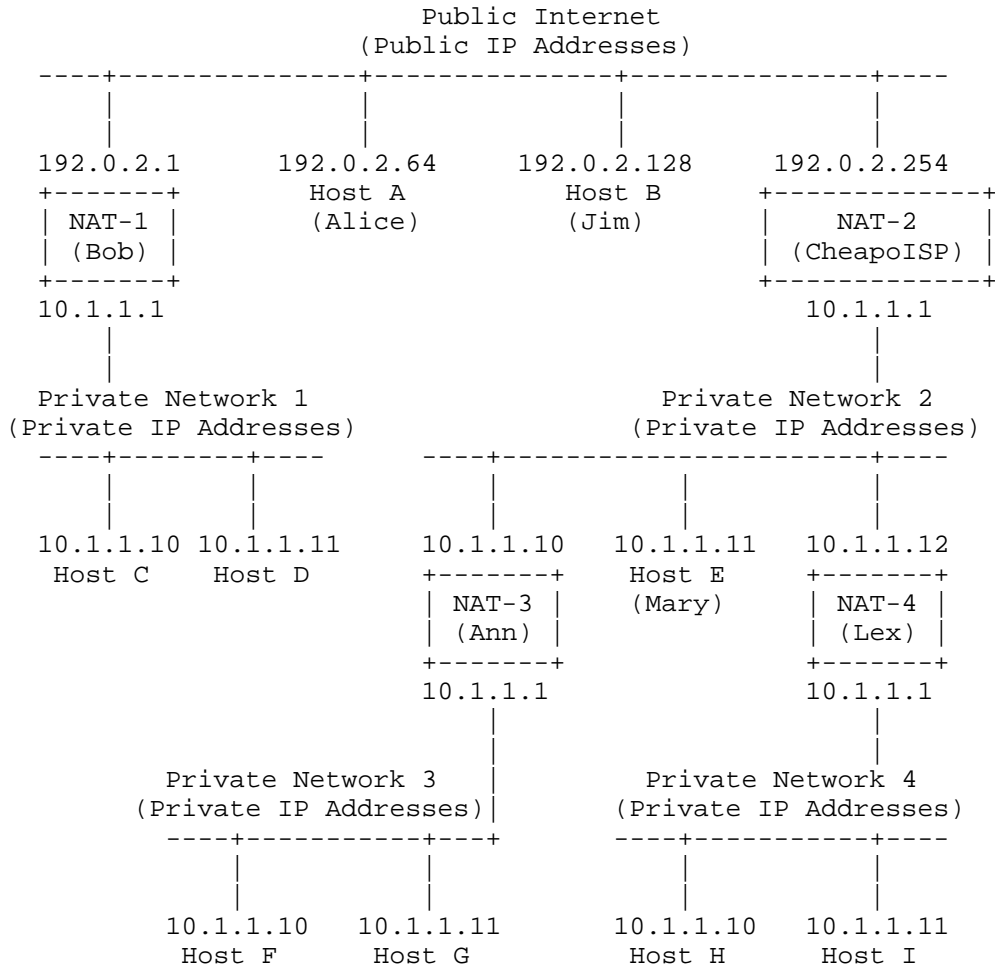 Public Internet
(Public IP Addresses)
192.0.2.1 192.0.2.64 192.0.2.128 192.0.2.254
Host A Host B
NAT-1 (Alice) (Jim) NAT-2
(Bob) (CheapoISP)
10.1.1.1 10.1.1.1
Private Network 1 Private Network 2
(Private IP Addresses) (Private IP Addresses)
10.1.1.10 10.1.1.11 10.1.1.10 10.1.1.11 10.1.1.12
Host C Host D Host E
NAT-3 (Mary) NAT-4
(Ann) (Lex)
10.1.1.1 10.1.1.1
Private Network 3 Private Network 4
(Private IP Addresses) (Private IP Addresses)
10.1.1.10 10.1.1.11 10.1.1.10 10.1.1.11
Host F Host G Host H Host I